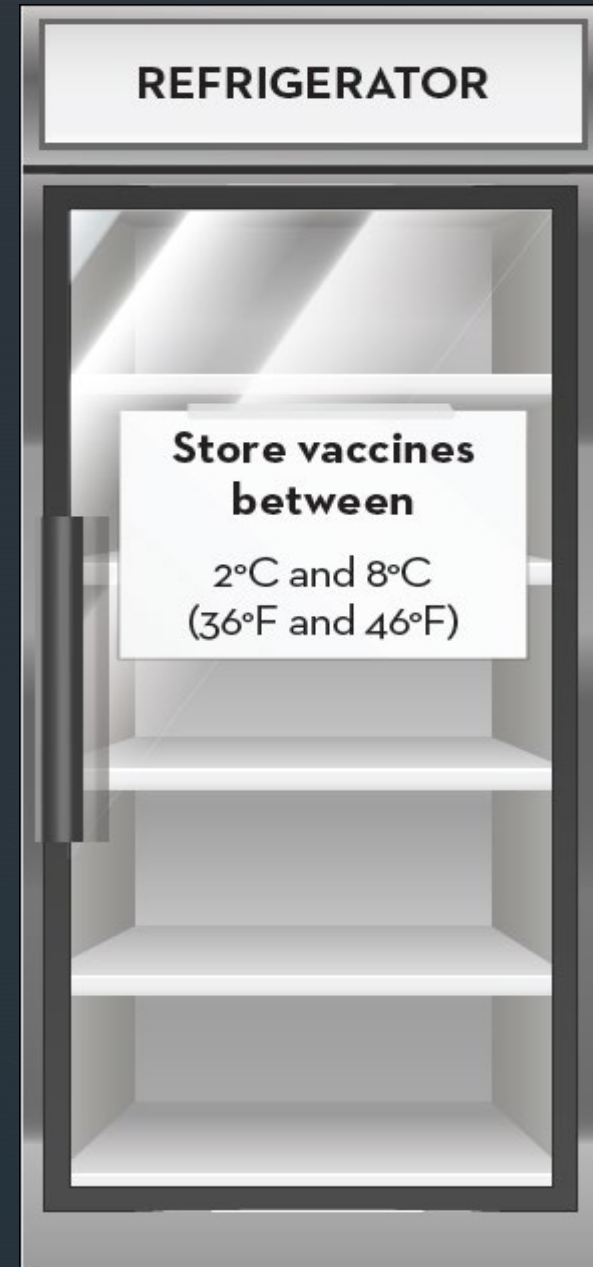 REFRIGERATOR
Store vaccines
between
2°C and 8°C
(36°F and 46°F)